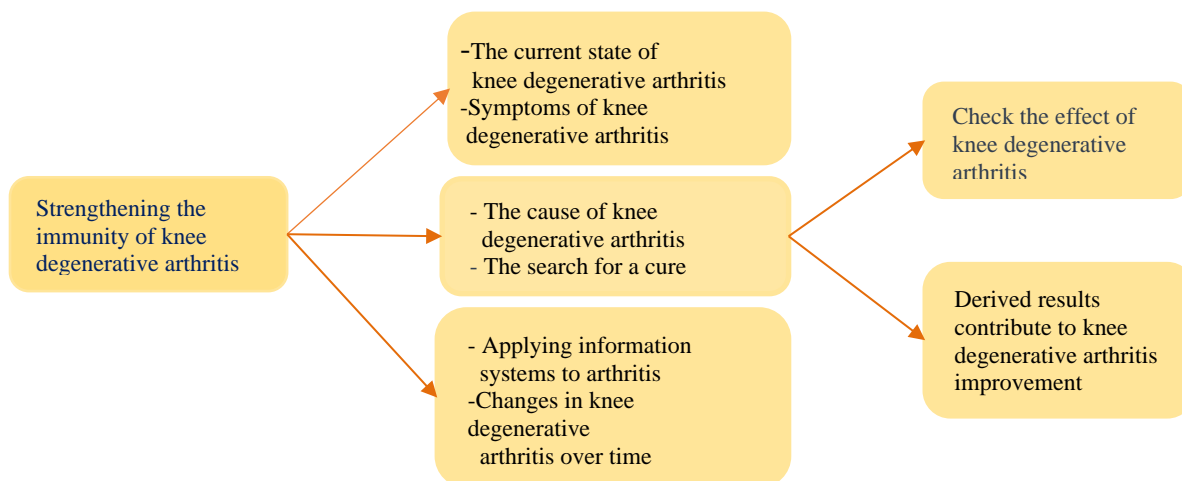 Strengthening the
immunity of knee
degenerative arthritis
-The current state of
knee degenerative arthritis
-Symptoms of knee
degenerative arthritis
- The cause of knee
degenerative arthritis
- The search for a cure
- Applying information
systems to arthritis
-Changes in knee
degenerative
arthritis over time
Check the effect of
knee degenerative
arthritis
Derived results
contribute to knee
degenerative arthritis
improvement